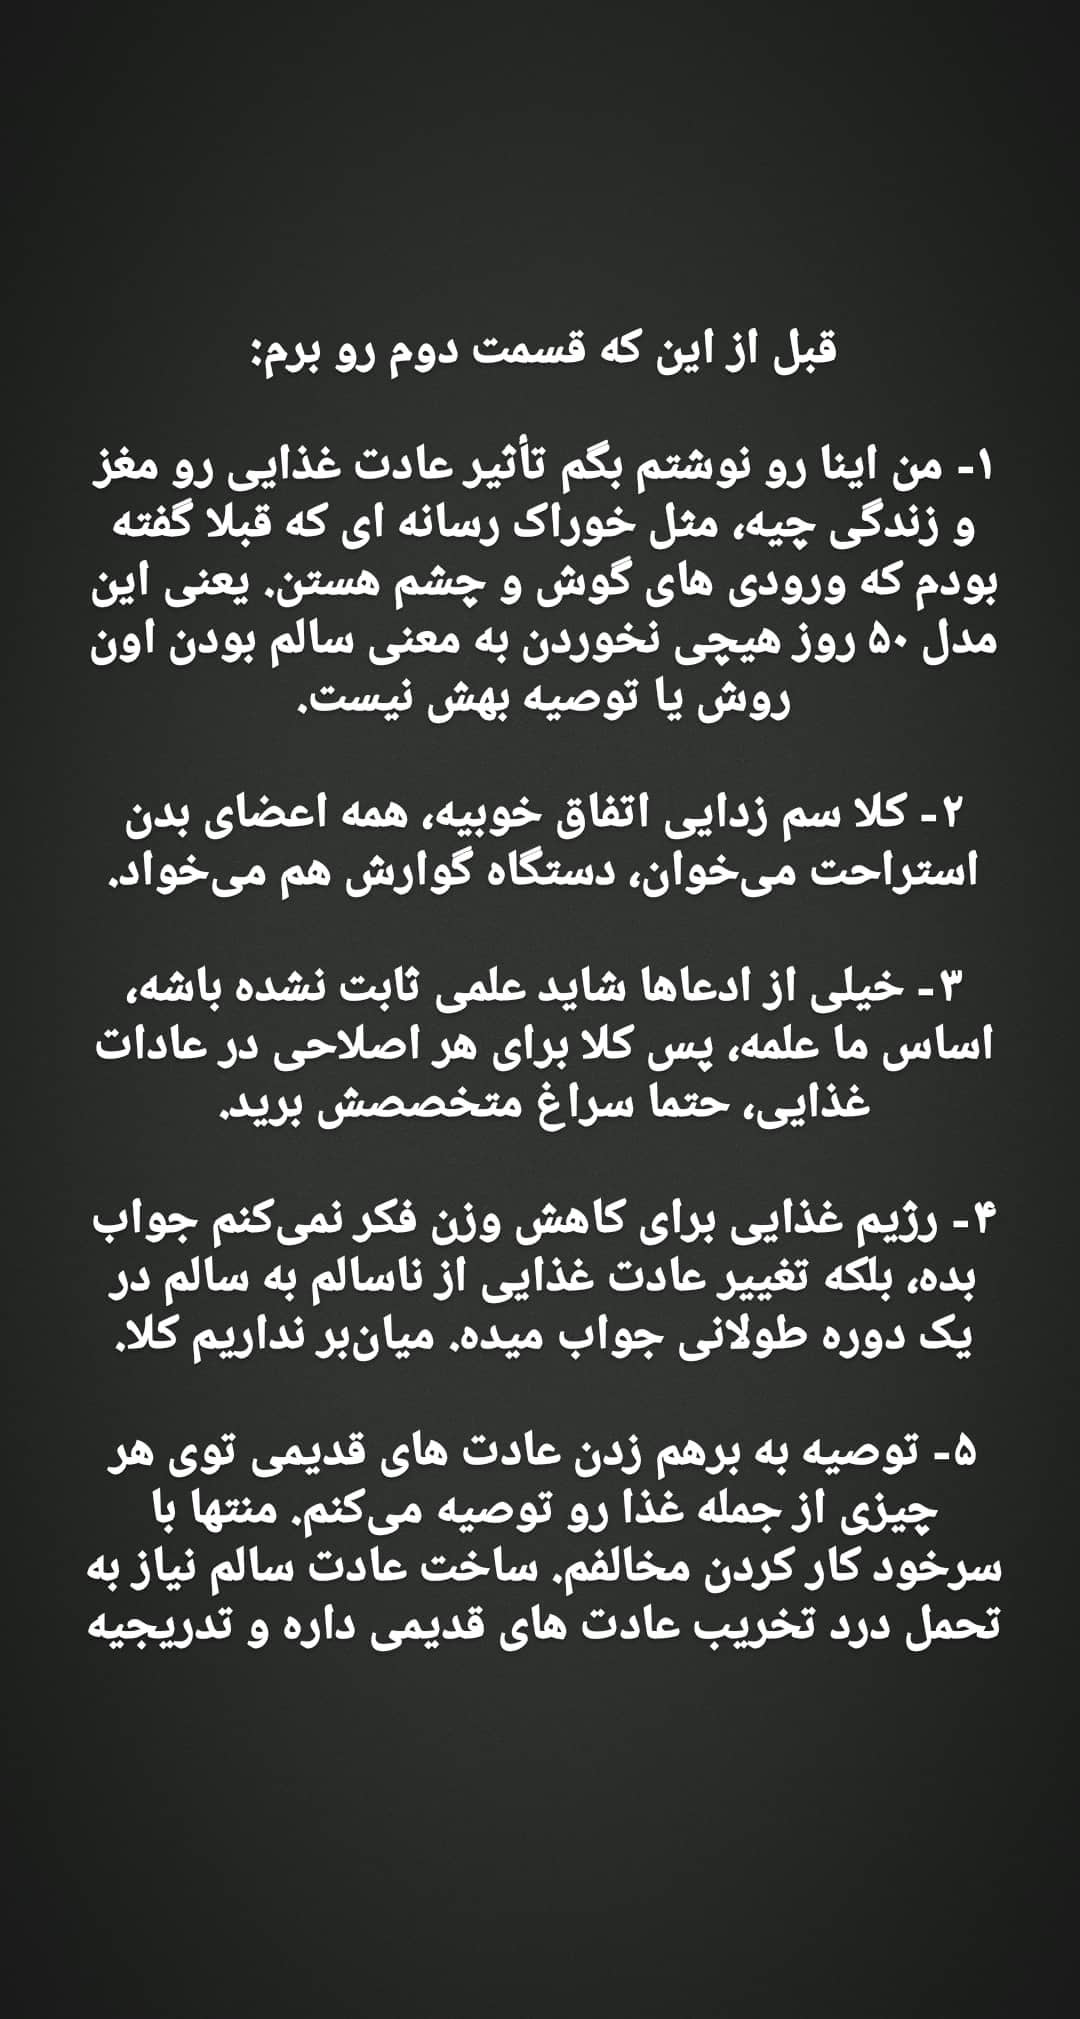 قبل از این که قسمت دوم رو برم:
۱- من اینا رو نوشتم بگم تأثیر عادت غذایی رو مغز
و زندگی چیه، مثل خوراک رسانه ای که قبلا گفته
بودم که ورودی های گوش و چشم هستن. یعنی این
مدل ۵۰ روز هیچی نخوردن به معنی سالم بودن اون
روش یا توصیه بهش نیست.
۲- کلا سم زدایی اتفاق خوبیه، همه اعضای بدن
استراحت می‌خوان، دستگاه گوارش هم می‌خواد.
۳- خیلی از ادعاها شاید علمی ثابت نشده باشه،
اساس ما علمه، پس کلا برای هر اصلاحی در عادات
غذایی، حتما سراغ متخصصش برید.
۴- رژیم غذایی برای کاهش وزن فکر نمی‌کنم جواب
بده، بلکه تغییر عادت غذایی از ناسالم به سالم در
یک دوره طولانی جواب میده. میان‌بر نداریم کلا.
۵- توصیه به برهم زدن عادت های قدیمی توی هر
چیزی از جمله غذا رو توصیه می‌کنم. منتها با
سرخود کار کردن مخالفم. ساخت عادت سالم نیاز به
تحمل درد تخریب عادت های قدیمی داره و تدریجیه